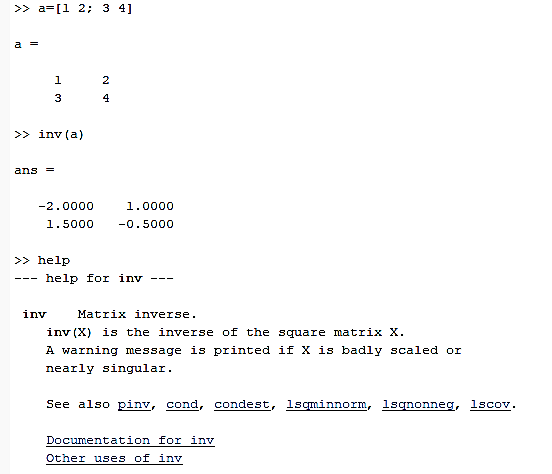 >> a=[1 2; 3 4]
a =
1 2
3 4
>> inv(a)
ans =
-2.0000 1.0000
1.5000 -0.5000
>> help
--- help for inv ---
inv Matrix inverse.
inv(X) is the inverse of the square matrix X.
A warning message is printed if X is badly scaled or
nearly singular.
See also pinv, cond, condest, lsqminnorm, lsqnonneg, lscov.
Documentation for inv
Other uses of inv